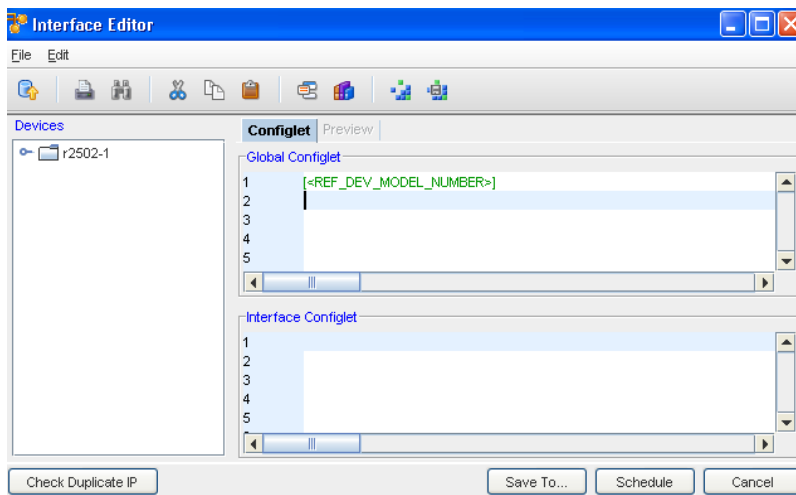 Interface Editor
File Edit
Devices
r2502-1
Configlet Preview
Global Configlet
1 [<REF_DEV_MODEL_NUMBER>]
2
3
4
5
Interface Configlet
1
2
3
4
5
Check Duplicate IP
Save To... Schedule Cancel